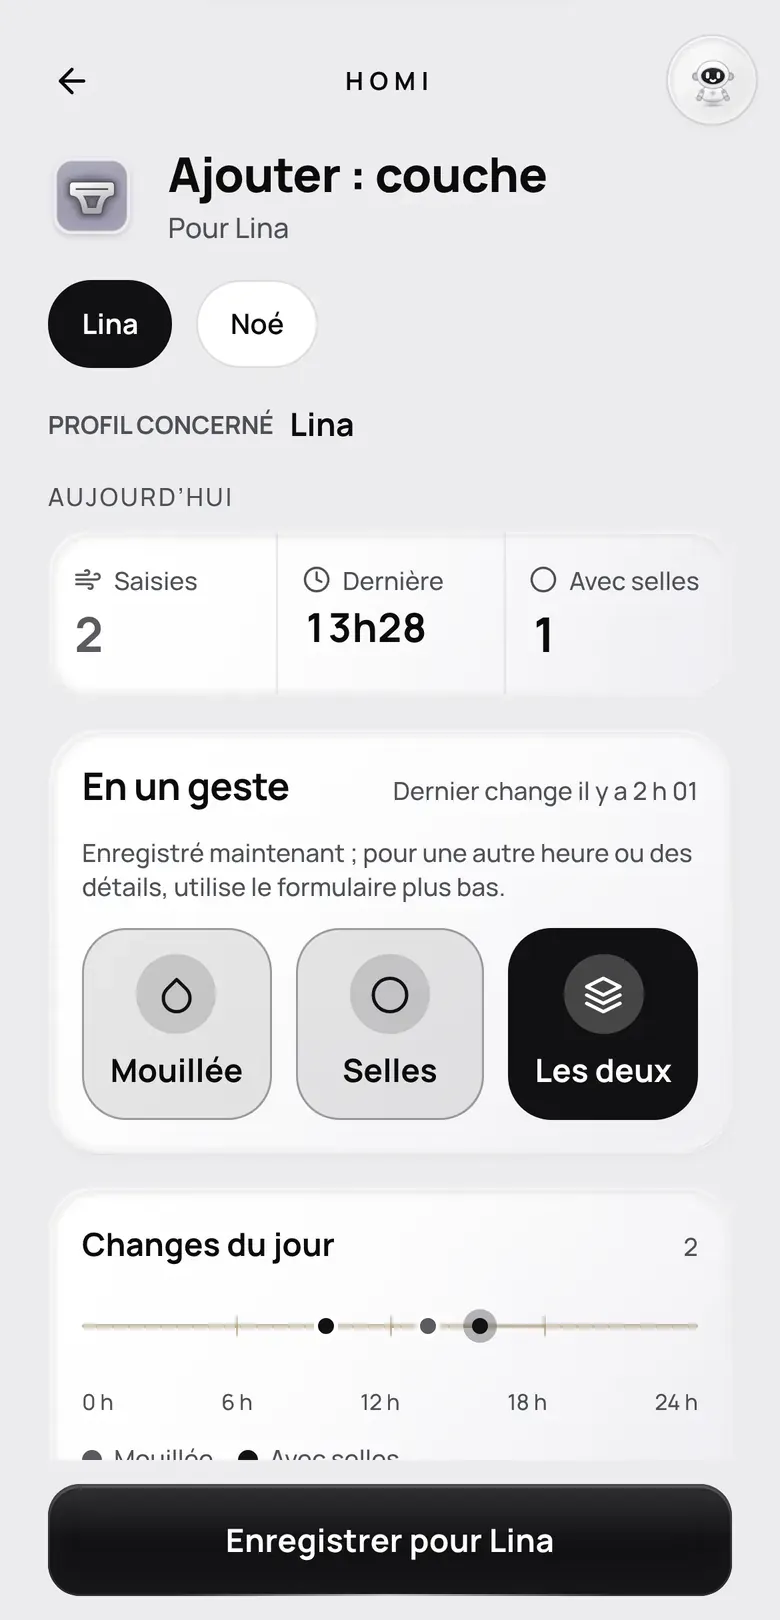 HOMI
Ajouter : couche
Pour Lina
Lina
Noé
PROFIL CONCERNÉ Lina
AUJOURD’HUI
Saisies
2
Dernière
13h28
Avec selles
1
En un geste
Dernier change il y a 2 h 01
Enregistré maintenant ; pour une autre heure ou des
détails, utilise le formulaire plus bas.
Mouillée
Selles
Les deux
Changes du jour
2
0 h
6 h
12 h
18 h
24 h
Mouillée
Avec selles
Enregistrer pour Lina